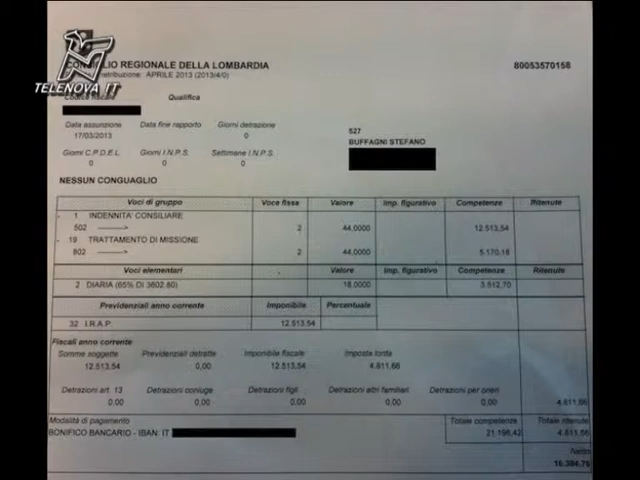 CONSIGLIO REGIONALE DELLA LOMBARDIA 80053570158
retribuzione: APRILE 2013 (2013/4/0)
TELENOVA IT
Codice fiscale Qualifica
Data assunzione Data fine rapporto Giorni detrazione
17/03/2013 0
527
BUFFAGNI STEFANO
Giorni C.P.D.E.L. Giorni I.N.P.S. Settimane I.N.P.S.
0 0 0
NESSUN CONGUAGLIO
Voci di gruppo Voce fissa Valore Imp. figurativo Competenze Ritenute
1 INDENNITA' CONSILIARE
502 --------> 2 44,0000 12.513,54
19 TRATTAMENTO DI MISSIONE
802 --------> 2 44,0000 5.170,18
Voci elementari Valore Imp. figurativo Competenze Ritenute
2 DIARIA (65% DI 3602.60) 18,0000 3.512,70
Previdenziali anno corrente Imponibile Percentuale
32 I.R.A.P. 12.513,54
Fiscali anno corrente
Somme soggette Previdenziali detratte Imponibile fiscale Imposta lorda
12.513,54 0,00 12.513,54 4.811,66
Detrazioni art. 13 Detrazioni coniuge Detrazioni figli Detrazioni altri familiari Detrazioni per oneri
0,00 0,00 0,00 0,00 0,00 4.811,66
Modalità di pagamento Totale competenze Totale ritenute
BONIFICO BANCARIO - IBAN: IT 21.196,42 4.811,66
Netto
16.384,76